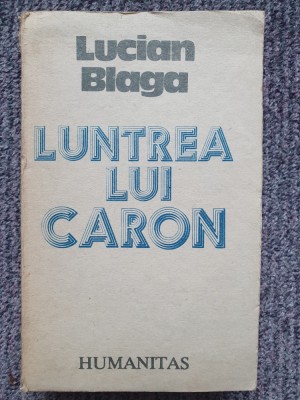 Lucian
Blaga
LUNTREA
LUI
CARON
HUMANITAS